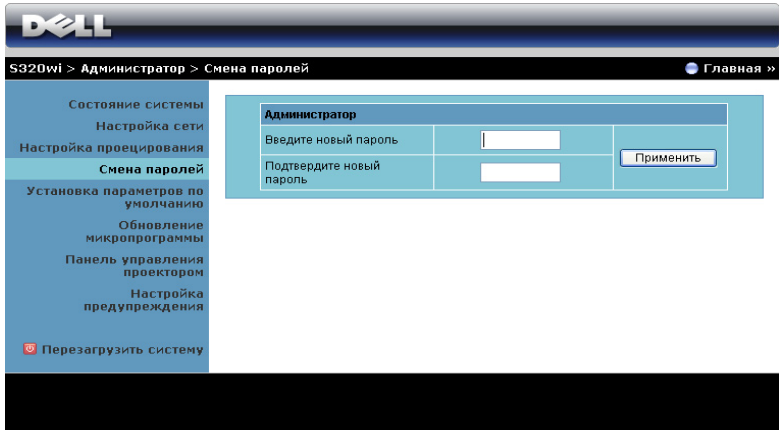 DELL
S320wi > Администратор > Смена паролей
Главная »
Состояние системы
Настройка сети
Настройка проецирования
Смена паролей
Установка параметров по
умолчанию
Обновление
микропрограммы
Панель управления
проектором
Настройка
предупреждения
Перезагрузить систему
Администратор
Введите новый пароль
Подтвердите новый
пароль
Применить